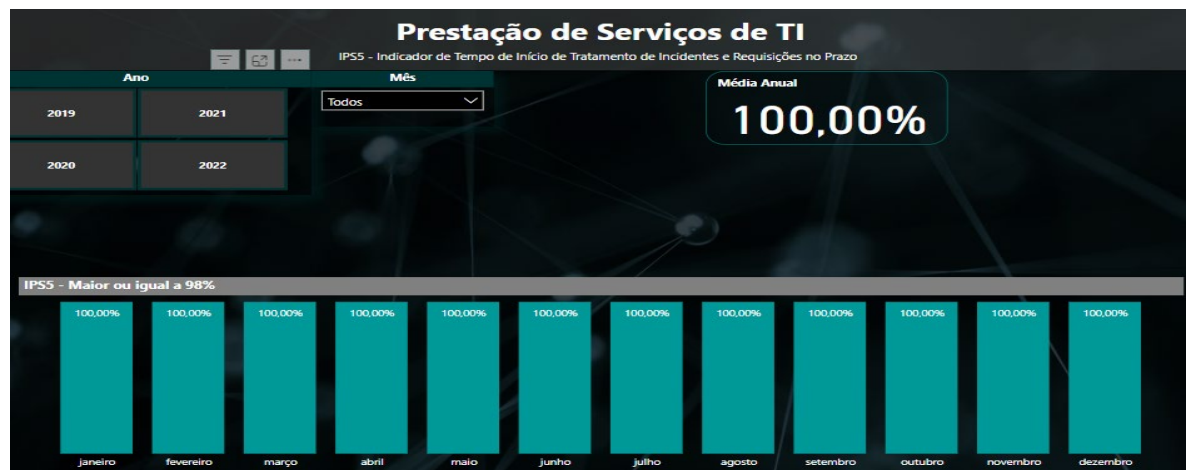 Prestação de Serviços de TI
IPS5 - Indicador de Tempo de Início de Tratamento de Incidentes e Requisições no Prazo
Ano
Mês
2019
2021
2020
2022
Todos
Média Anual
100,00%
IPS5 - Maior ou igual a 98%
100,00% 100,00% 100,00% 100,00% 100,00% 100,00% 100,00% 100,00% 100,00% 100,00% 100,00% 100,00%
janeiro fevereiro março abril maio junho julho agosto setembro outubro novembro dezembro